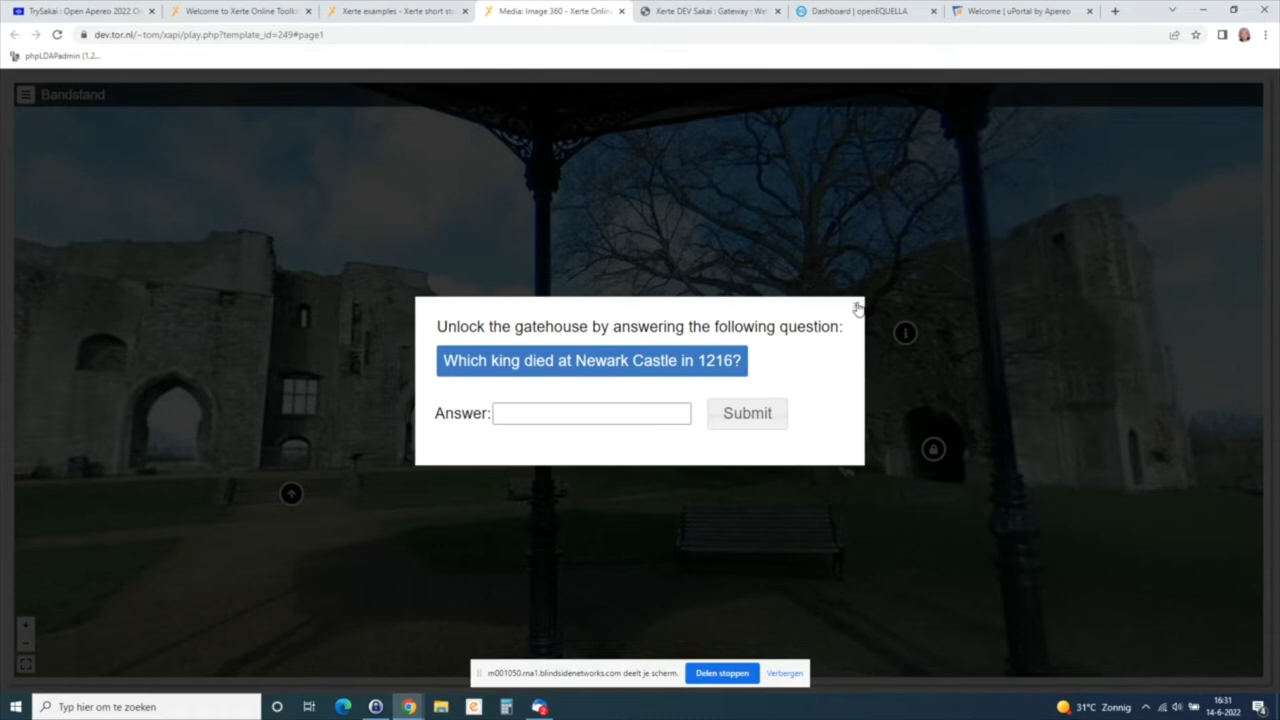 TrySakai : Open Apereo 2022 O
Welcome to Xerte Online Toolki
Xerte examples - Xerte short st
Media: Image 360 - Xerte Onlin
Xerte DEV Sakai : Gateway : We
Dashboard | openEQUELLA
Welcome | uPortal by Apereo
dev.tor.nl/~tom/xapi/play.php?template_id=249#page1
phpLDAPadmin (1.2...
Bandstand
Unlock the gatehouse by answering the following question:
Which king died at Newark Castle in 1216?
Answer:
Submit
m001050.rna1.blindsidenetworks.com deelt je scherm.
Delen stoppen
Verbergen
Typ hier om te zoeken
31°C Zonnig
16:31
14-6-2022